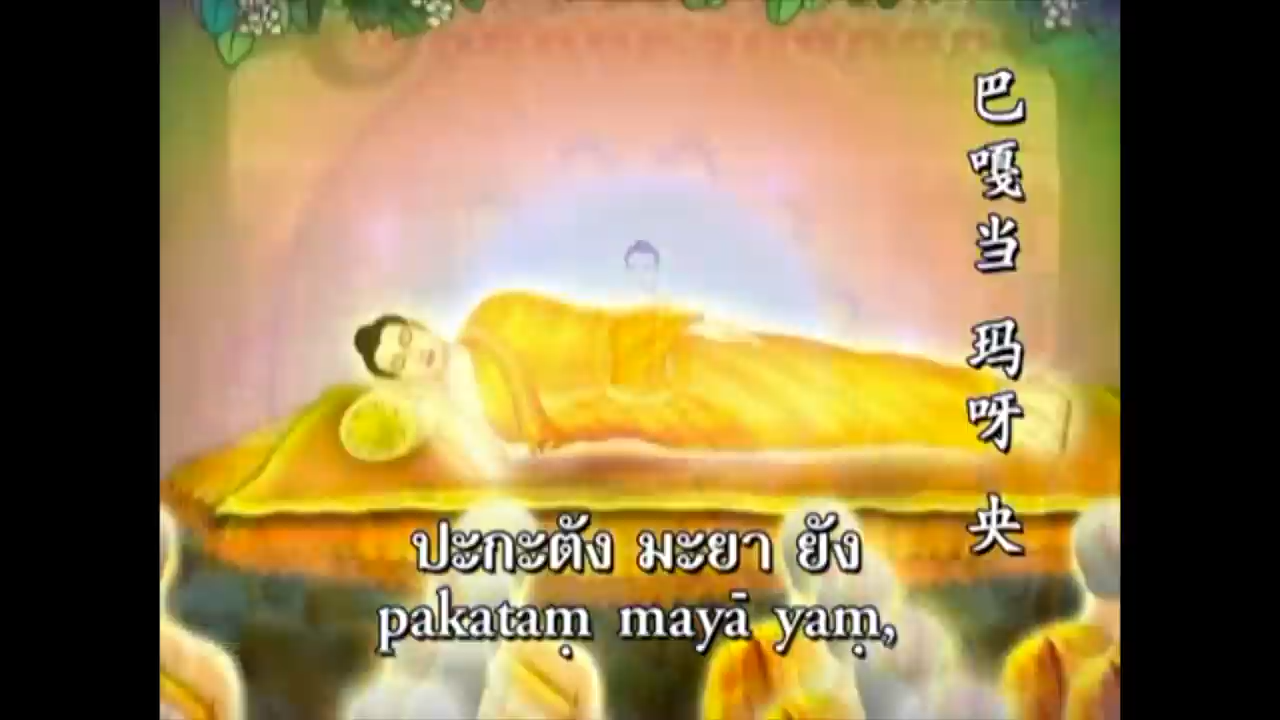 巴嘎当 玛呀 央
ปะกะตัง มะยา ยัง
pakataṃ mayā yaṃ,